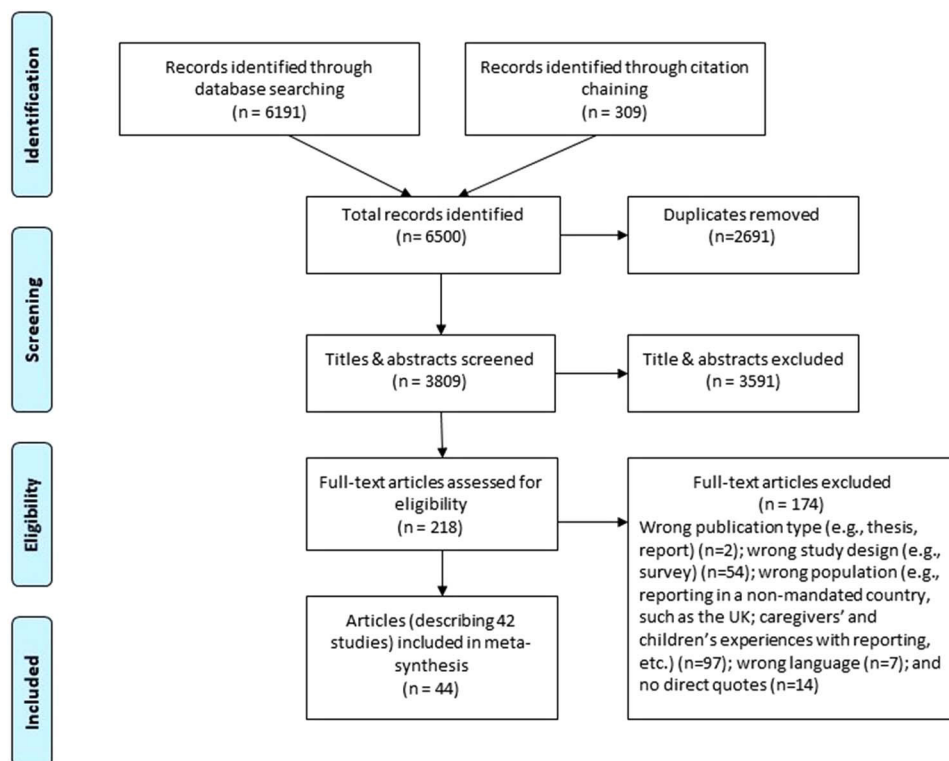 Identification
Records identified through
database searching
(n = 6191)
Records identified through citation
chaining
(n = 309)
Total records identified
(n= 6500)
Duplicates removed
(n=2691)
Screening
Titles & abstracts screened
(n = 3809)
Title & abstracts excluded
(n = 3591)
Eligibility
Full-text articles assessed for
eligibility
(n = 218)
Full-text articles excluded
(n = 174)
Wrong publication type (e.g., thesis,
report) (n=2); wrong study design (e.g.,
survey) (n=54); wrong population (e.g.,
reporting in a non-mandated country,
such as the UK; caregivers’ and
children’s experiences with reporting,
etc.) (n=97); wrong language (n=7); and
no direct quotes (n=14)
Included
Articles (describing 42
studies) included in meta-
synthesis
(n = 44)